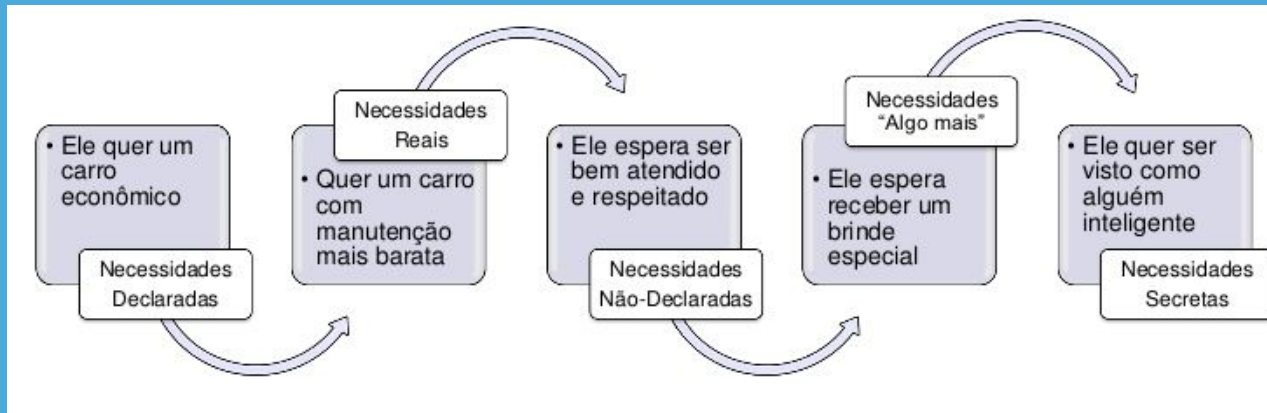 • Ele quer um
carro
econômico
Necessidades
Declaradas
Necessidades
Reais
• Quer um carro
com
manutenção
mais barata
• Ele espera ser
bem atendido
e respeitado
Necessidades
Não-Declaradas
Necessidades
“Algo mais”
• Ele espera
receber um
brinde
especial
• Ele quer ser
visto como
alguém
inteligente
Necessidades
Secretas